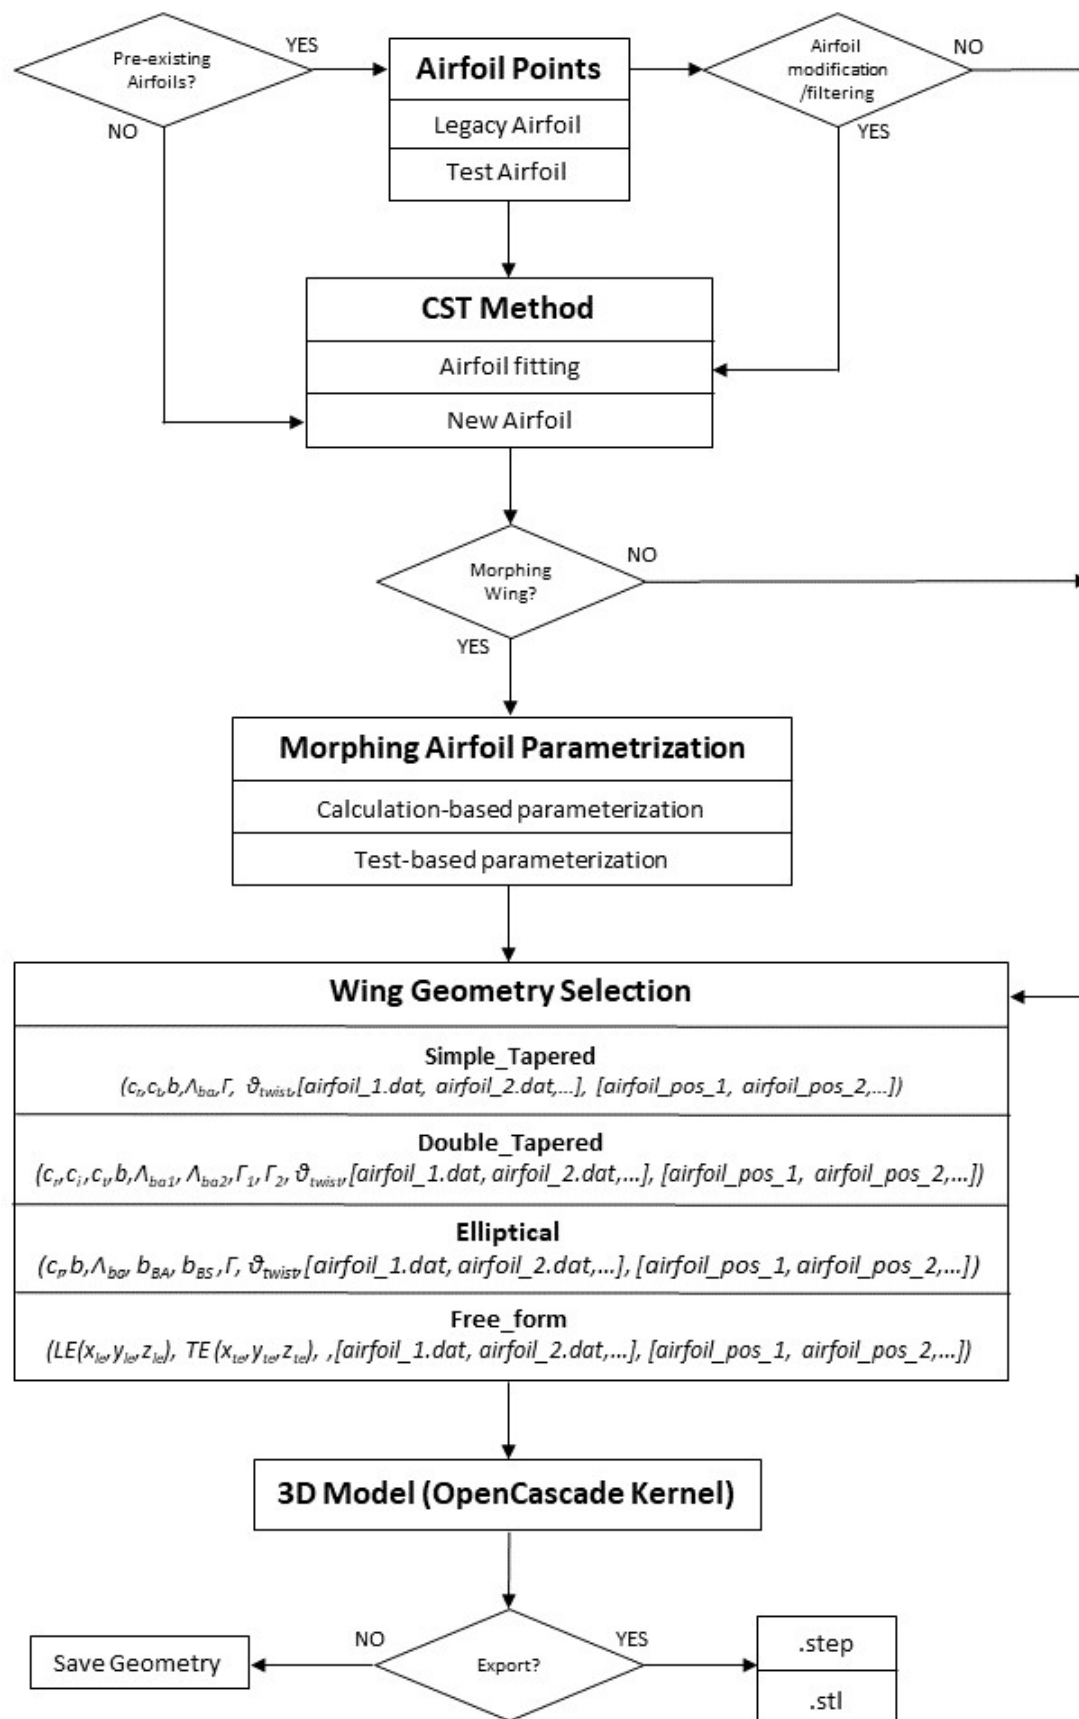 Pre-existing
Airfoils?
YES
NO
Airfoil Points
Legacy Airfoil
Test Airfoil
Airfoil
modification
/filtering
NO
YES
CST Method
Airfoil fitting
New Airfoil
Morphing
Wing?
NO
YES
Morphing Airfoil Parametrization
Calculation-based parameterization
Test-based parameterization
Wing Geometry Selection
Simple_Tapered
(cr,ct,b,Λba,Γ, ϑtwist,[airfoil_1.dat, airfoil_2.dat,...], [airfoil_pos_1, airfoil_pos_2,...])
Double_Tapered
(cr,ci,ct,b,Λba1, Λba2,Γ1,Γ2,ϑtwist,[airfoil_1.dat, airfoil_2.dat,...], [airfoil_pos_1, airfoil_pos_2,...])
Elliptical
(cr,b,Λba, bBA, bBS,Γ, ϑtwist,[airfoil_1.dat, airfoil_2.dat,...], [airfoil_pos_1, airfoil_pos_2,...])
Free_form
(LE(xle,yle,zle), TE(xte,yte,zte), ,[airfoil_1.dat, airfoil_2.dat,...], [airfoil_pos_1, airfoil_pos_2,...])
3D Model (OpenCascade Kernel)
Export?
NO
YES
Save Geometry
.step
.stl